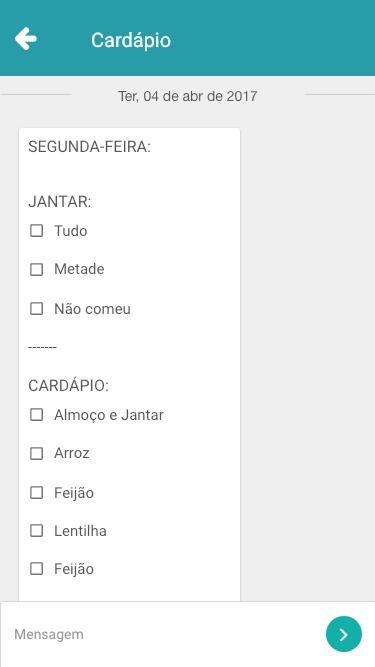 Cardápio
Ter, 04 de abr de 2017
SEGUNDA-FEIRA:
JANTAR:
Tudo
Metade
Não comeu
-------
CARDÁPIO:
Almoço e Jantar
Arroz
Feijão
Lentilha
Feijão
Mensagem